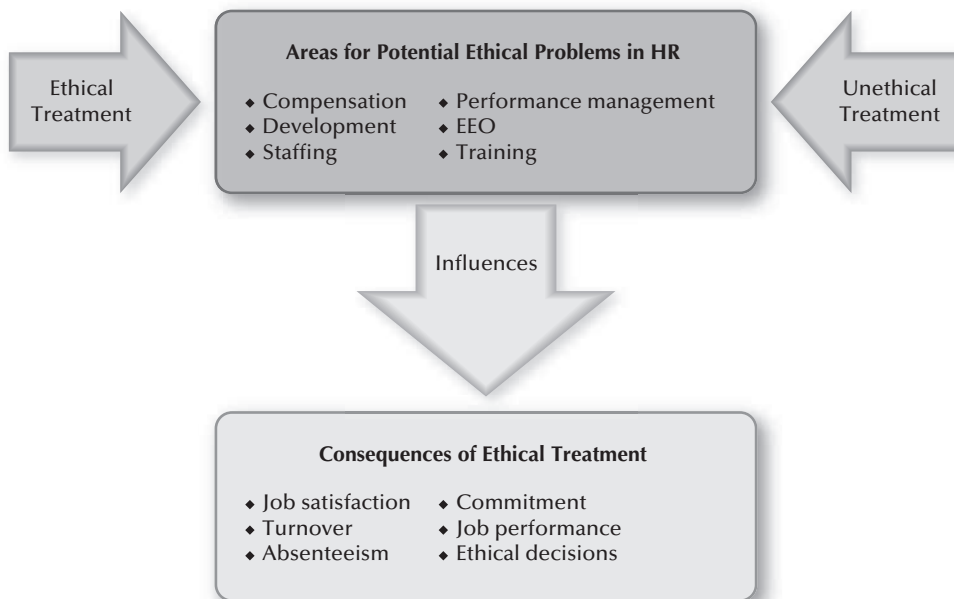 Areas for Potential Ethical Problems in HR
Ethical
Treatment
◆ Compensation
◆ Development
◆ Staffing
◆ Performance management
◆ EEO
◆ Training
Unethical
Treatment
Influences
Consequences of Ethical Treatment
◆ Job satisfaction
◆ Turnover
◆ Absenteeism
◆ Commitment
◆ Job performance
◆ Ethical decisions